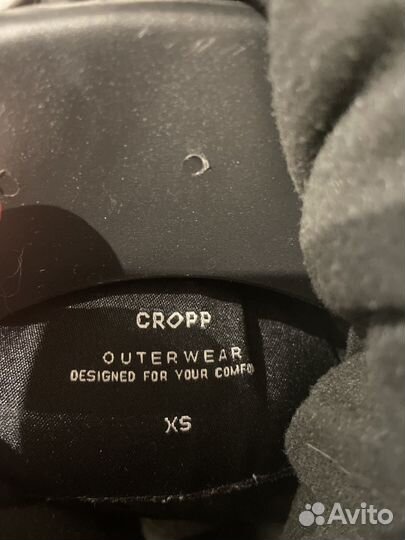 CROPP
OUTERWEAR
DESIGNED FOR YOUR COMFO
XS
Avito